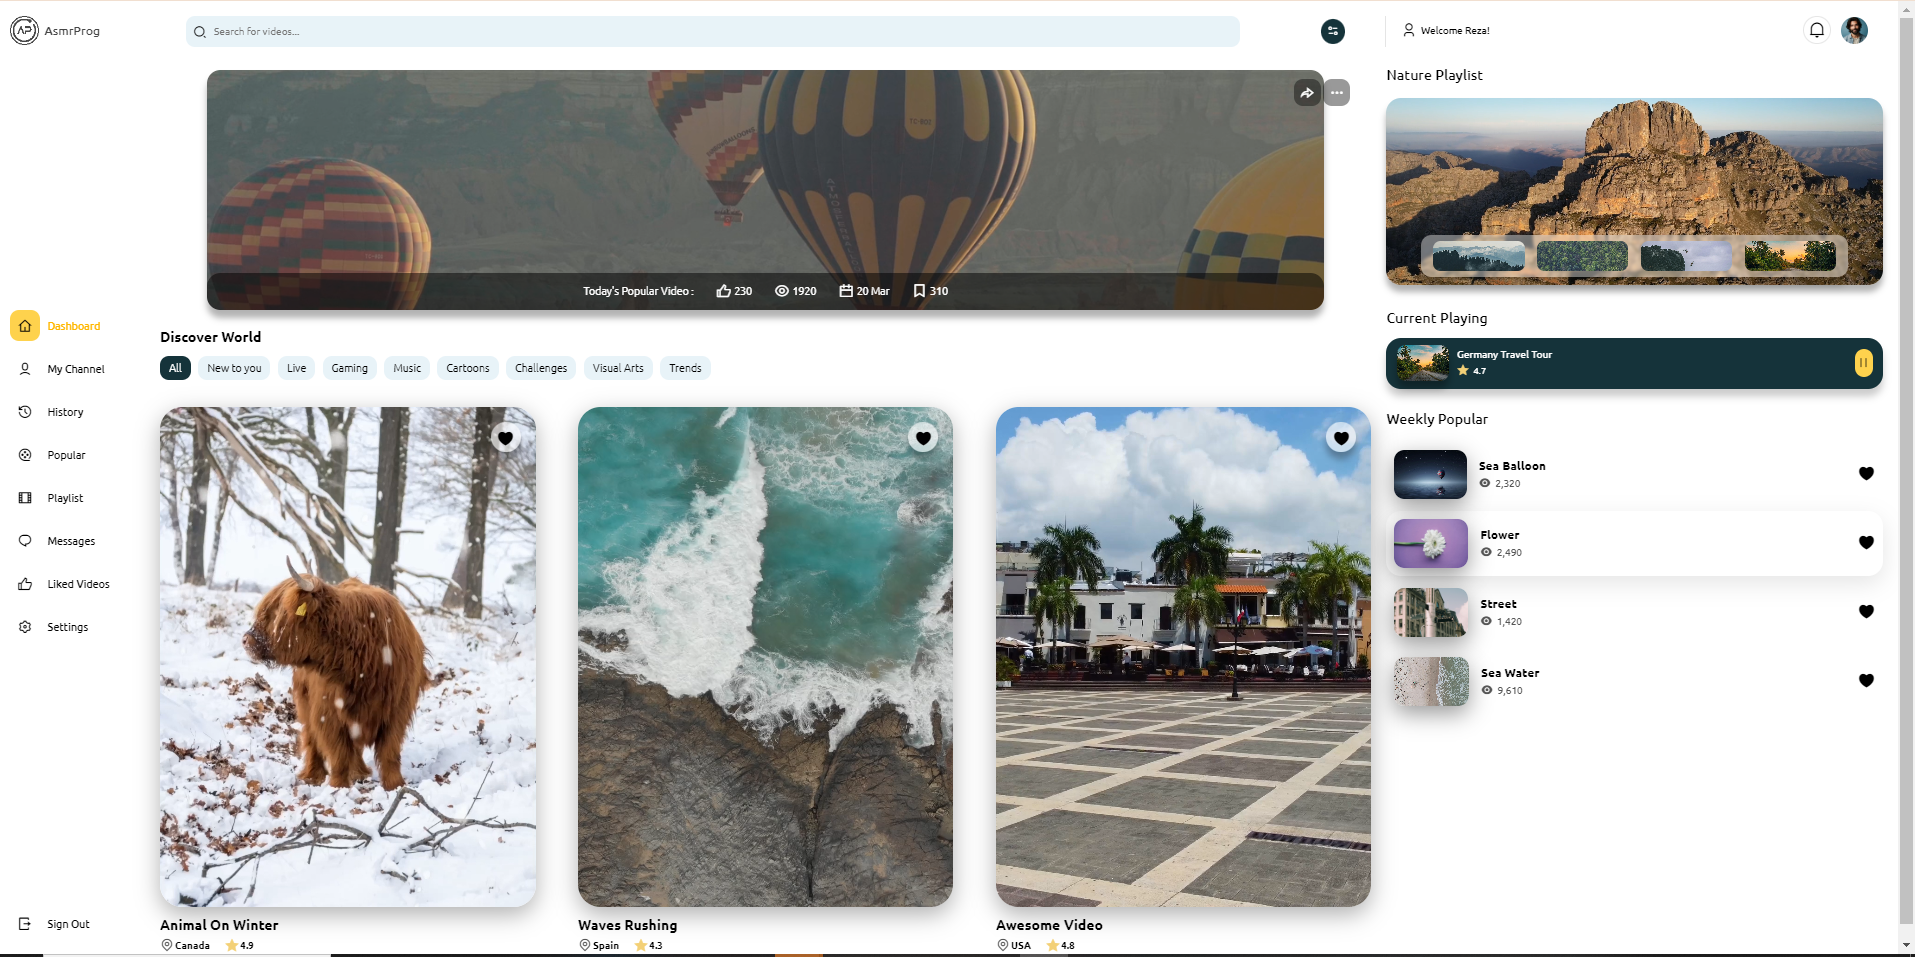 AP
AsmrProg
Search for videos...
Welcome Reza!
Today's Popular Video :
230
1920
20 Mar
310
Dashboard
My Channel
History
Popular
Playlist
Messages
Liked Videos
Settings
Sign Out
Discover World
All
New to you
Live
Gaming
Music
Cartoons
Challenges
Visual Arts
Trends
Animal On Winter
Canada
4.9
Waves Rushing
Spain
4.3
Awesome Video
USA
4.8
Nature Playlist
Current Playing
Germany Travel Tour
4.7
Weekly Popular
Sea Balloon
2,320
Flower
2,490
Street
1,420
Sea Water
9,610